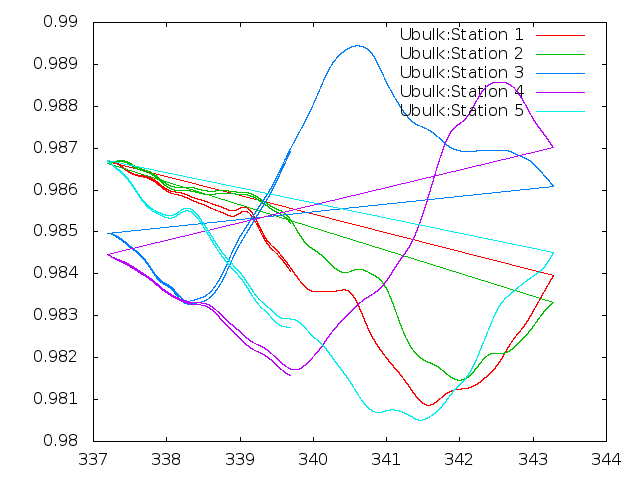 0.99
0.989
0.988
0.987
0.986
0.985
0.984
0.983
0.982
0.981
0.98
337 338 339 340 341 342 343 344
Ubulk:Station 1
Ubulk:Station 2
Ubulk:Station 3
Ubulk:Station 4
Ubulk:Station 5